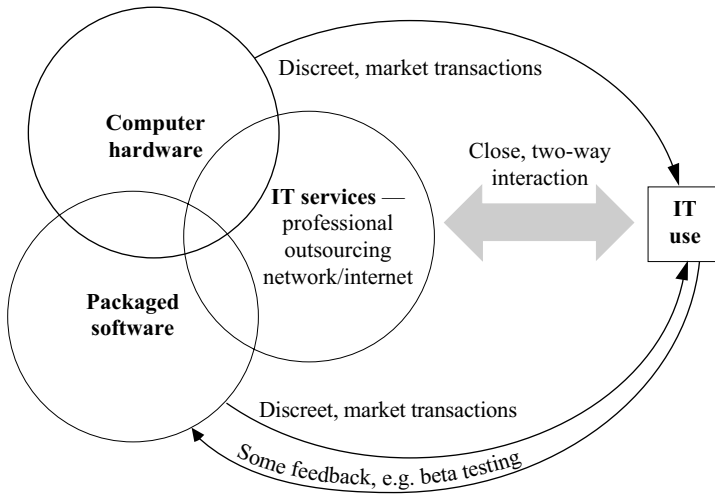 Discreet, market transactions
Computer
hardware
Close, two-way
interaction
IT services —
professional
outsourcing
network/internet
IT
use
Packaged
software
Discreet, market transactions
Some feedback, e.g. beta testing